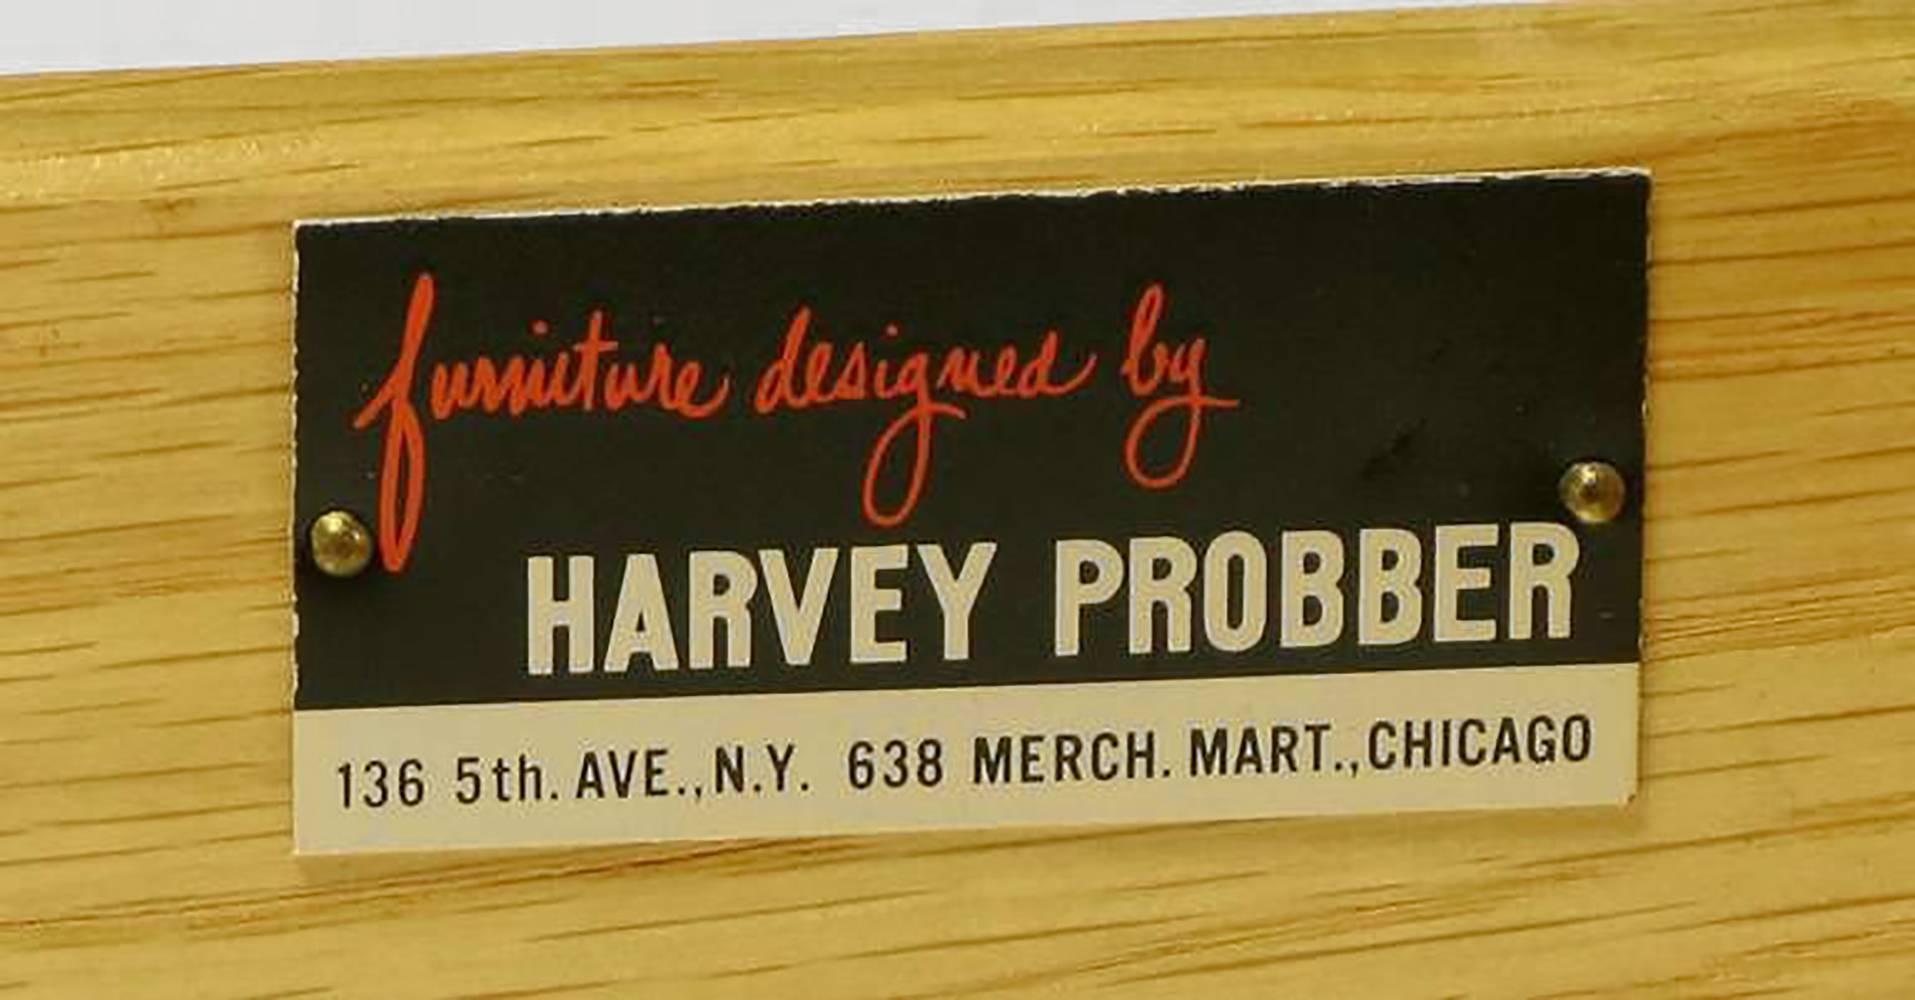 furniture designed by
HARVEY PROBBER
136 5th. AVE., N.Y. 638 MERCH. MART., CHICAGO